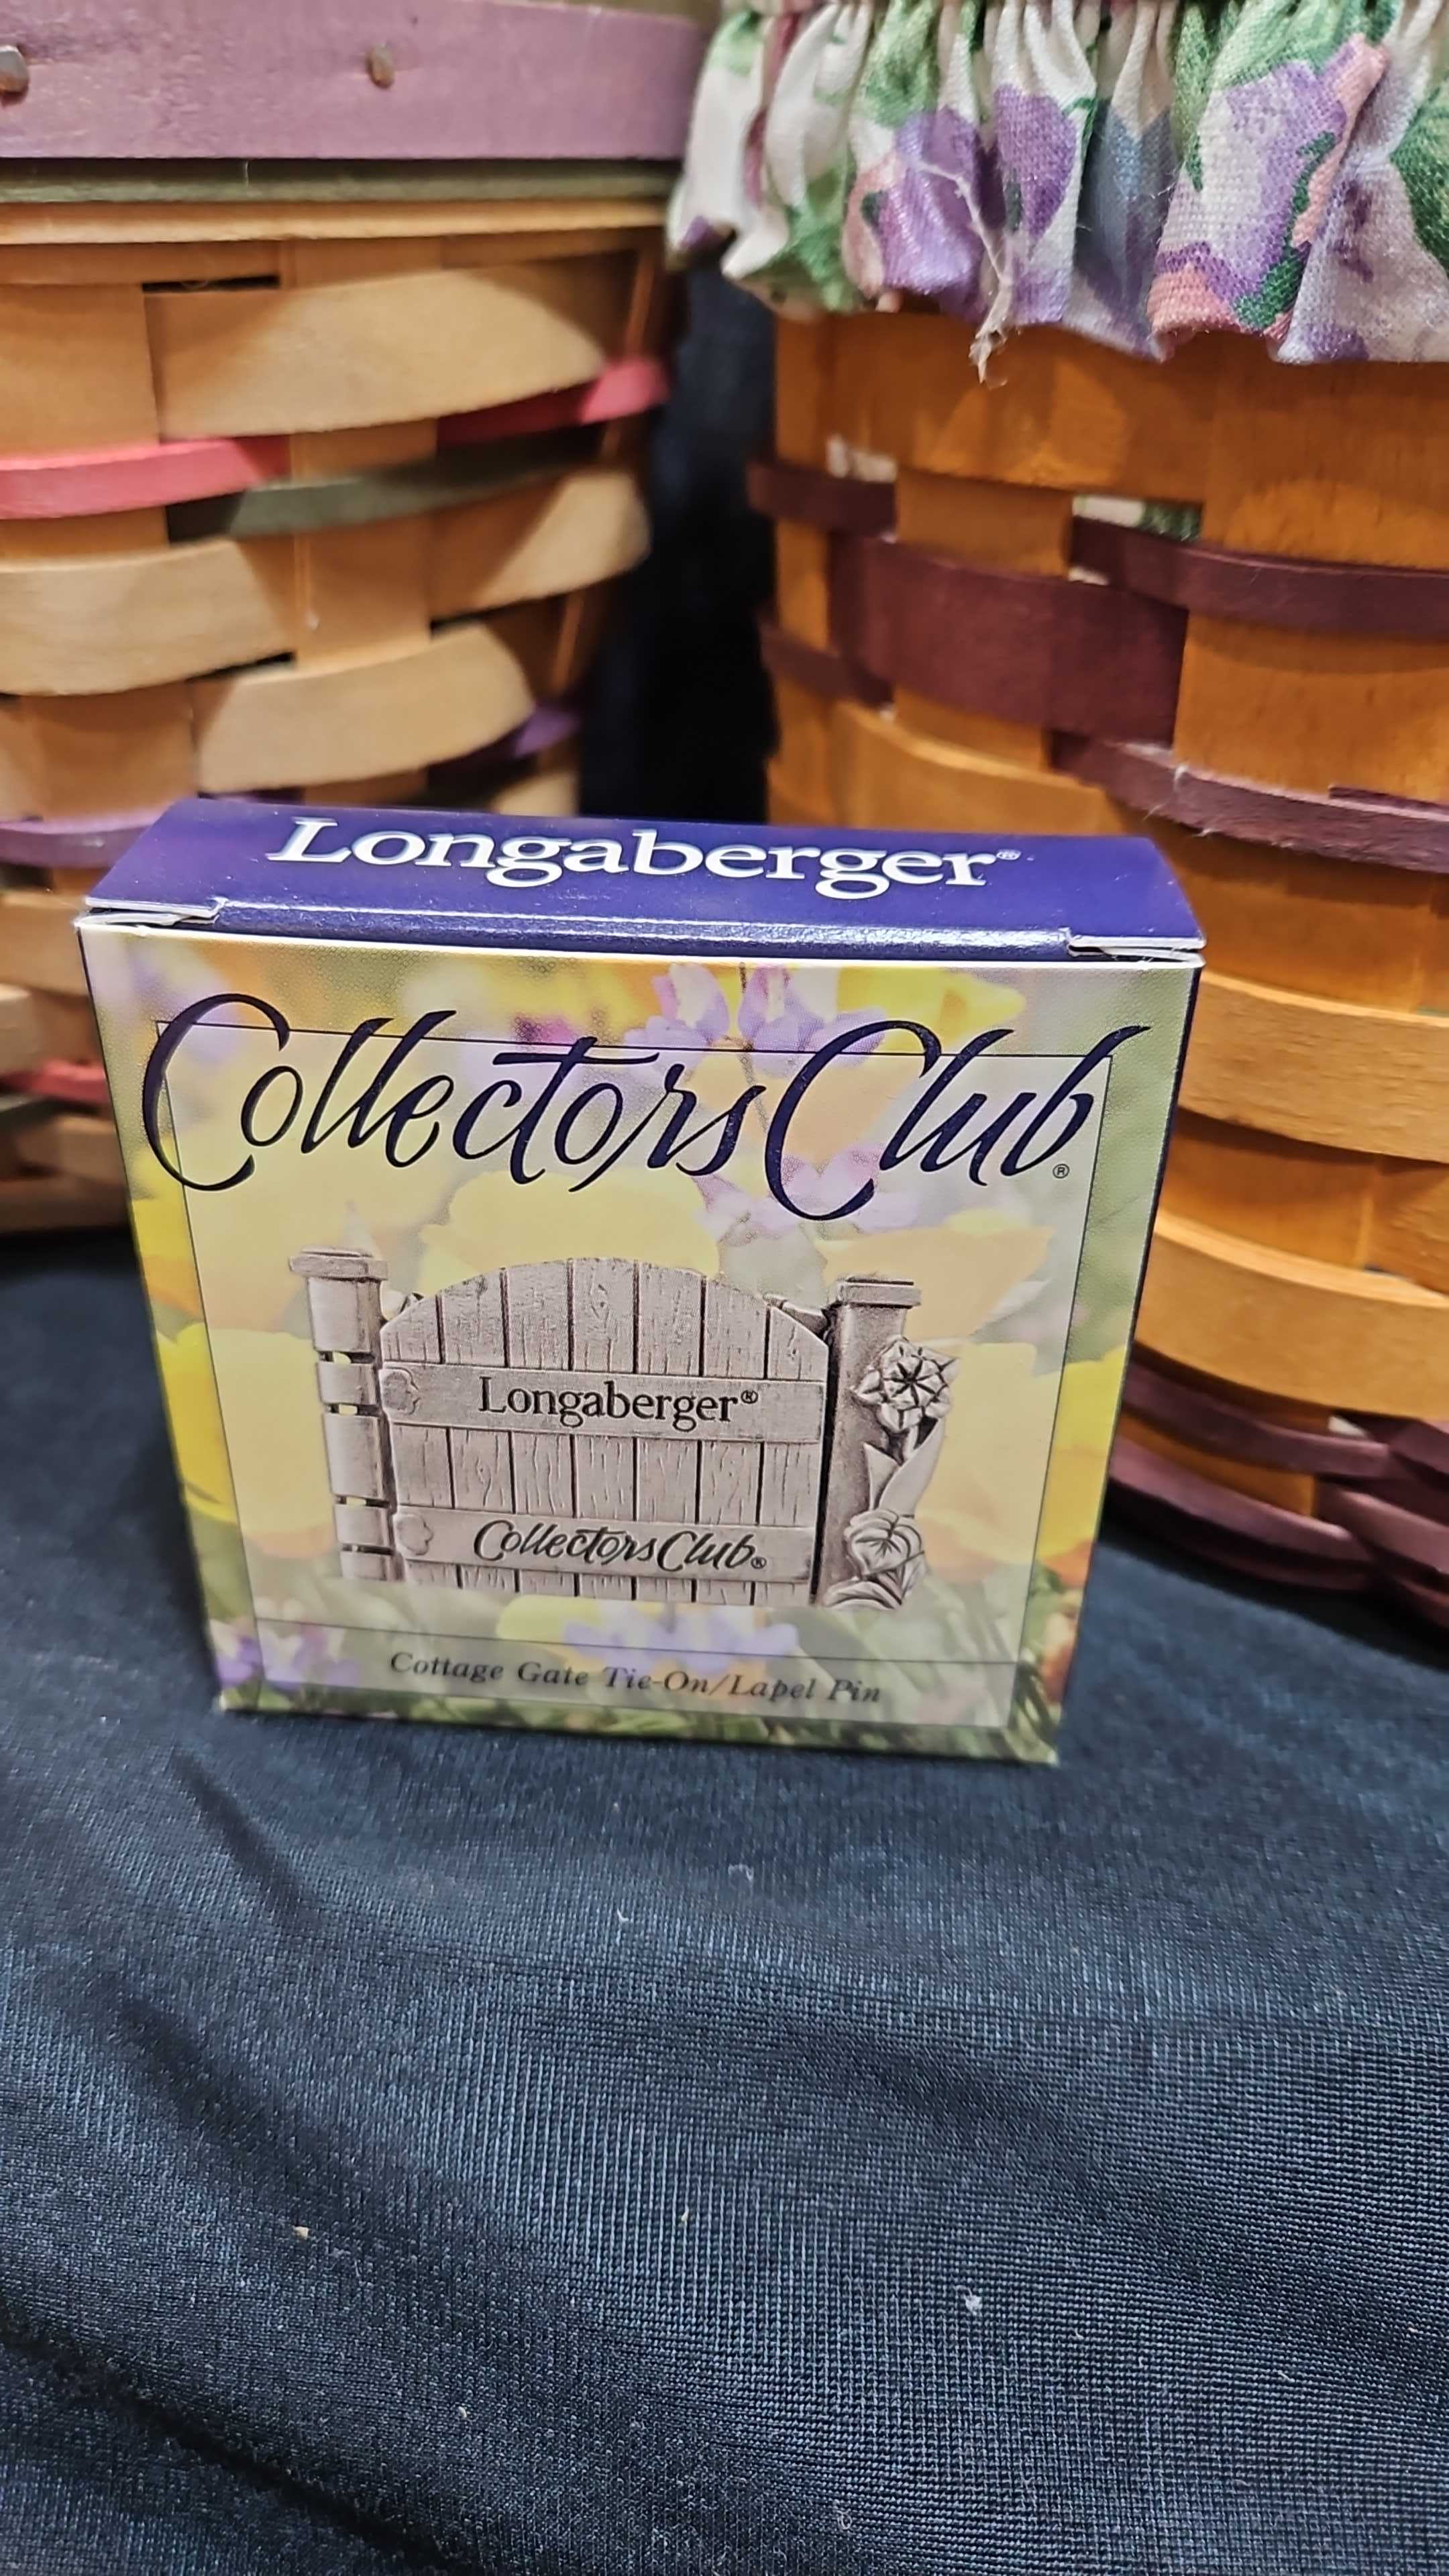 Longaberger®
Collectors Club®
Longaberger®
Collectors Club®
Cottage Gate Tie-On/Lapel Pin